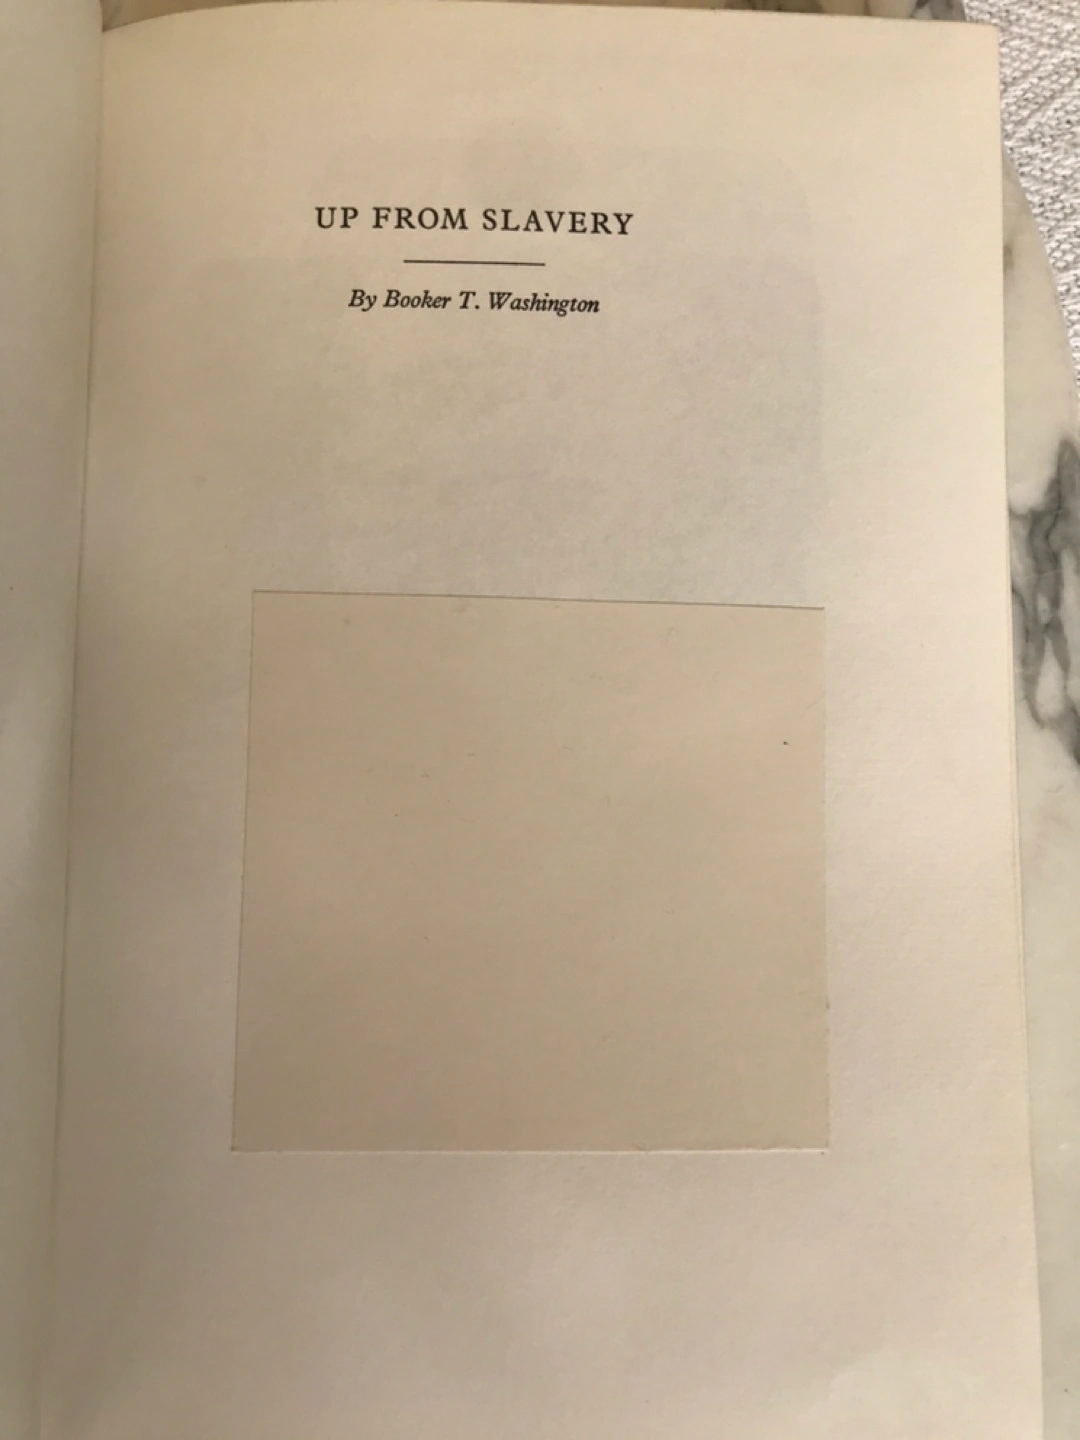 UP FROM SLAVERY
By Booker T. Washington